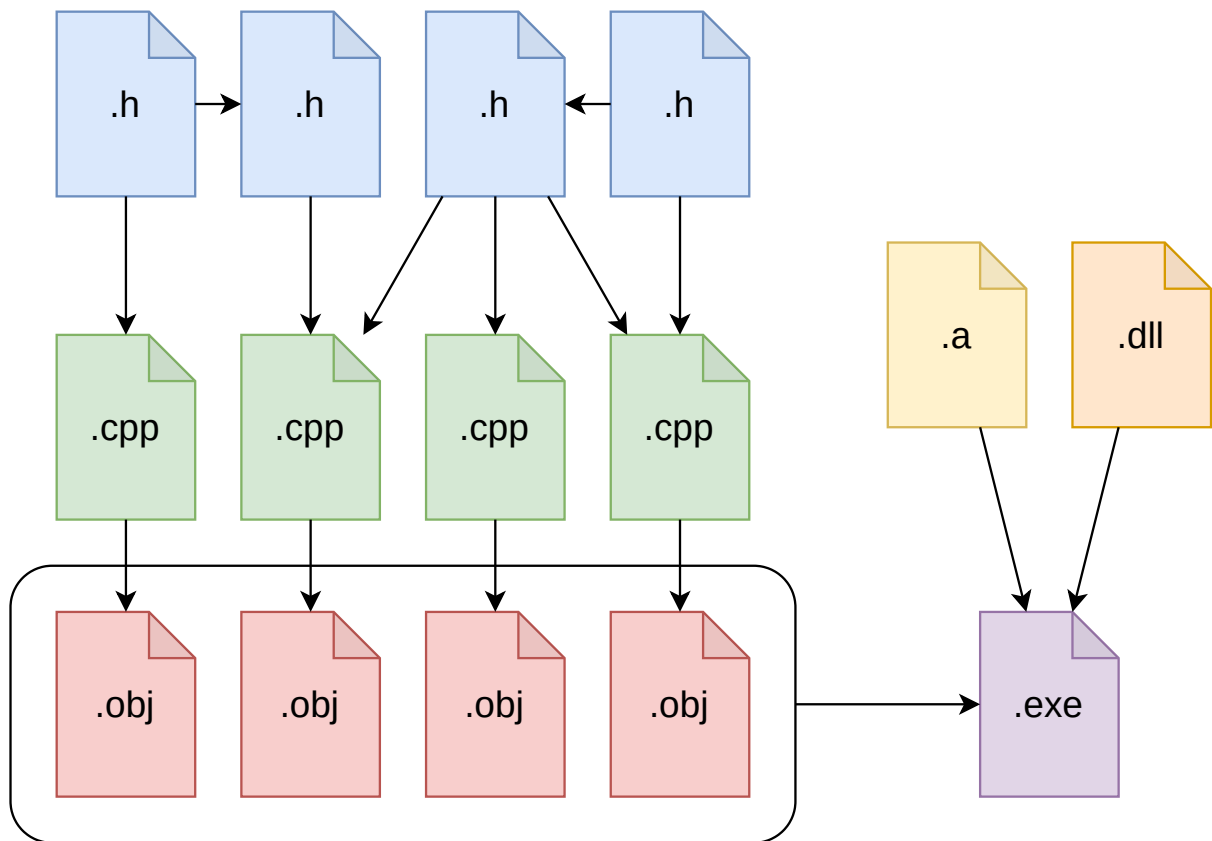 .h
.h
.h
.h
.a
.dll
.cpp
.cpp
.cpp
.cpp
.obj
.obj
.obj
.obj
.exe